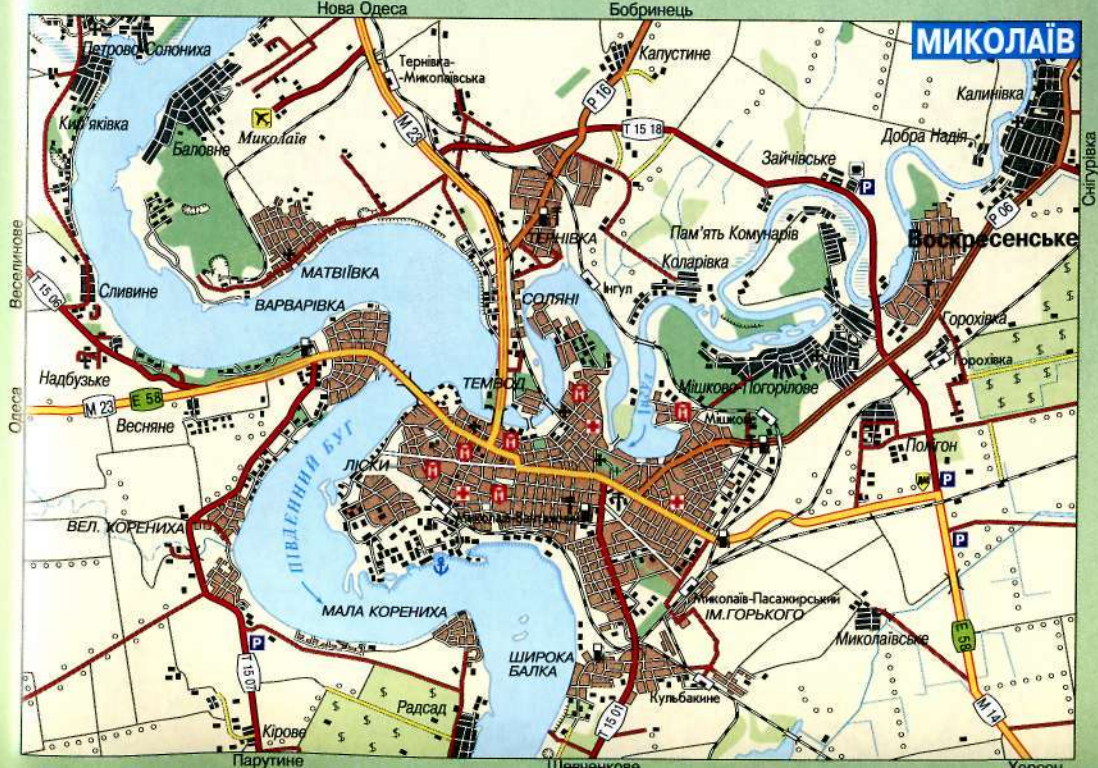 Нова Одеса
Бобринець
МИКОЛАЇВ
Петрово-Солониха
Тернівка-
-Миколаївська
Капустине
Калинівка
Р 16
Миколаїв
Кир'яківка
Баловне
М 23
Т 15 18
Добра Надія
Зайчівське
Р
Снігурівка
Р 06
Веселинове
Пам'ять Комунарів
Воскресенське
ТЕРНІВКА
Коларівка
МАТВІЇВКА
Інгул
Т 15 06
Сливине
ВАРВАРІВКА
СОЛЯНІ
Горохівка
Горохівка
Надбузьке
ТЕМВОД
Мішково-Погорілове
ІНГУЛ
Одеса
М 23
Е 58
Весняне
Мішкове
Полігон
ПІВДЕННИЙ БУГ
ЛІСКИ
Р
ВЕЛ. КОРЕНИХА
Р
МАЛА КОРЕНИХА
Миколаїв-Пасажирський
ІМ.ГОРЬКОГО
Миколаївське
Р
Е 58
ШИРОКА
БАЛКА
Т 15 07
Кульбакине
Радсад
Т 15 01
М 14
Кірове
Парутине
Шевченкове
Херсон